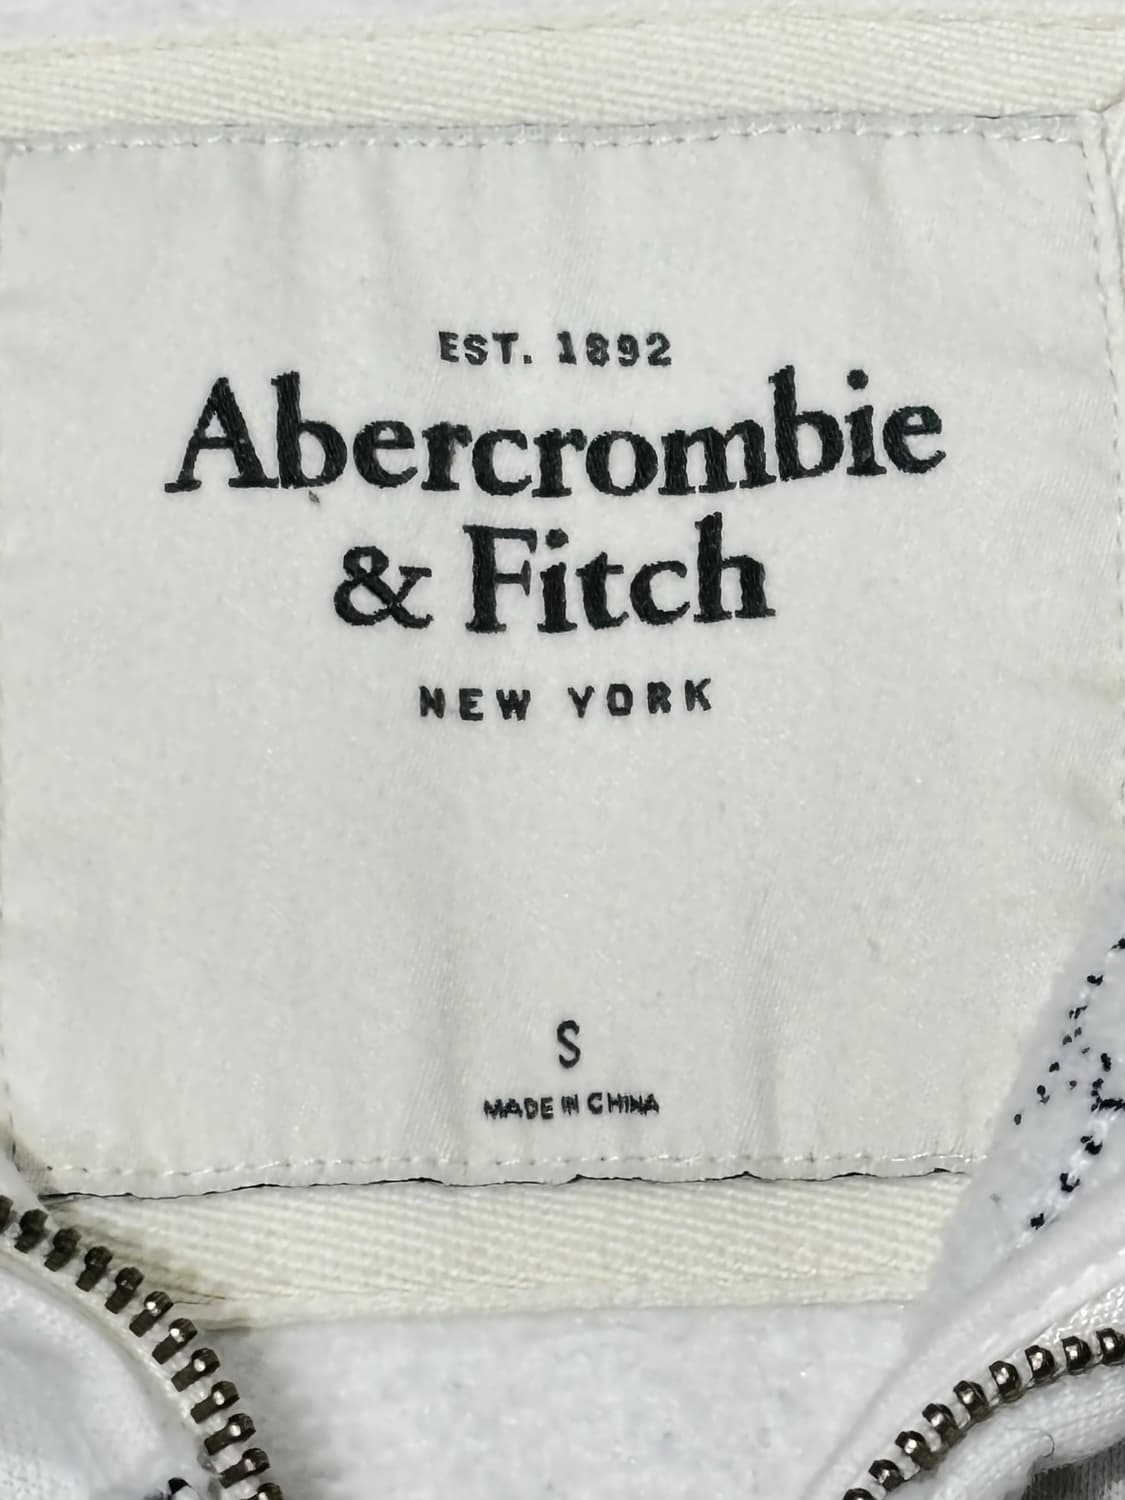 EST. 1892
Abercrombie
& Fitch
NEW YORK
S
MADE IN CHINA